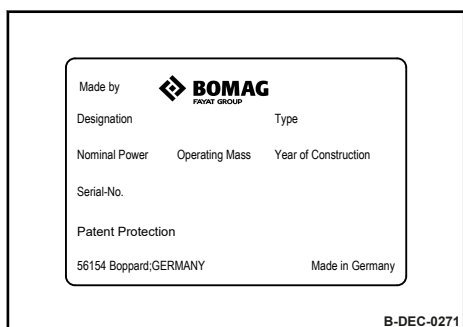 Made by BOMAG
FAYAT GROUP
Designation Type
Nominal Power Operating Mass Year of Construction
Serial-No.
Patent Protection
56154 Boppard;GERMANY Made in Germany
B-DEC-0271